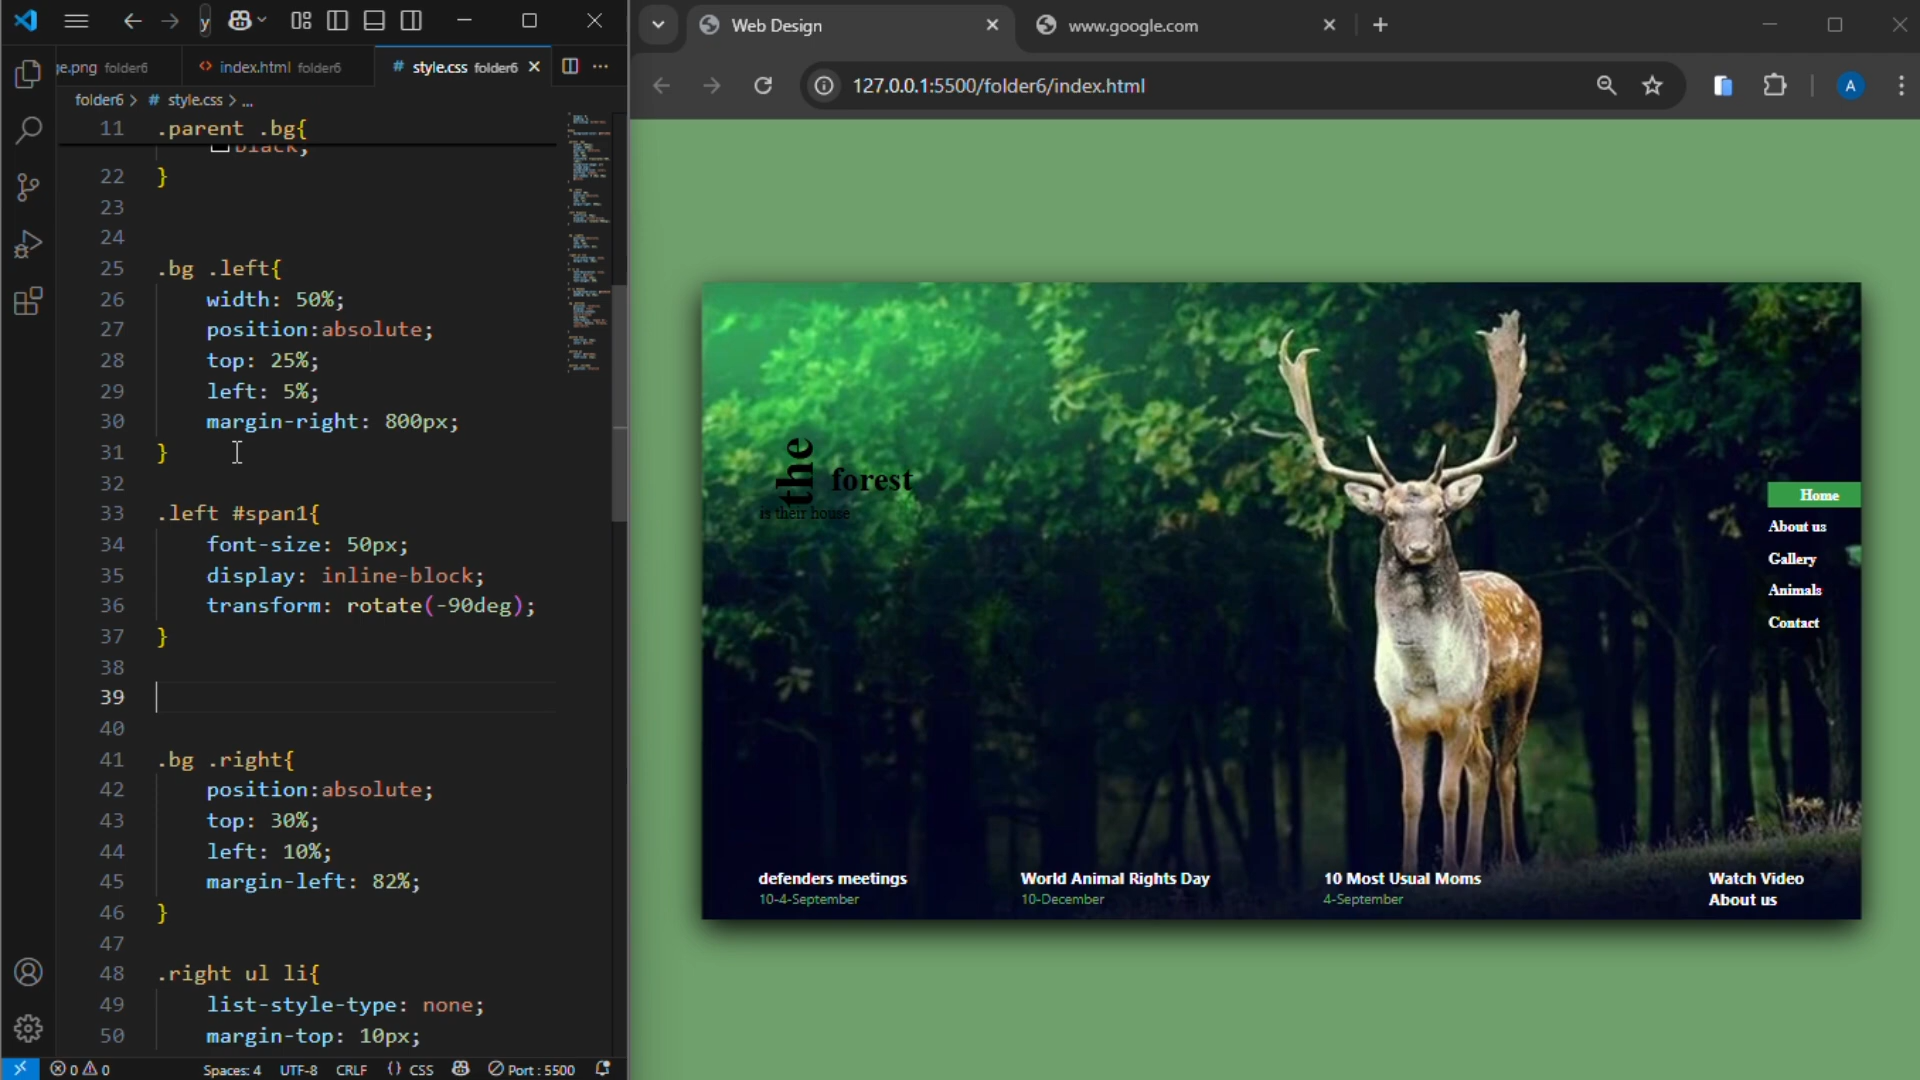 y
ge.png folder6
<> index.html folder6
# style.css folder6
folder6 > # style.css > ...
11 .parent .bg{
black;
22 }
23
24
25 .bg .left{
26 width: 50%;
27 position:absolute;
28 top: 25%;
29 left: 5%;
30 margin-right: 800px;
31 }
32
33 .left #span1{
34 font-size: 50px;
35 display: inline-block;
36 transform: rotate(-90deg);
37 }
38
39
40
41 .bg .right{
42 position:absolute;
43 top: 30%;
44 left: 10%;
45 margin-left: 82%;
46 }
47
48 .right ul li{
49 list-style-type: none;
50 margin-top: 10px;
0 0 Spaces: 4 UTF-8 CRLF {} CSS Port : 5500
Web Design
www.google.com
127.0.0.1:5500/folder6/index.html
A
the forest
is their house
Home
About us
Gallery
Animals
Contact
defenders meetings
10-4-September
World Animal Rights Day
10-December
10 Most Usual Moms
4-September
Watch Video
About us